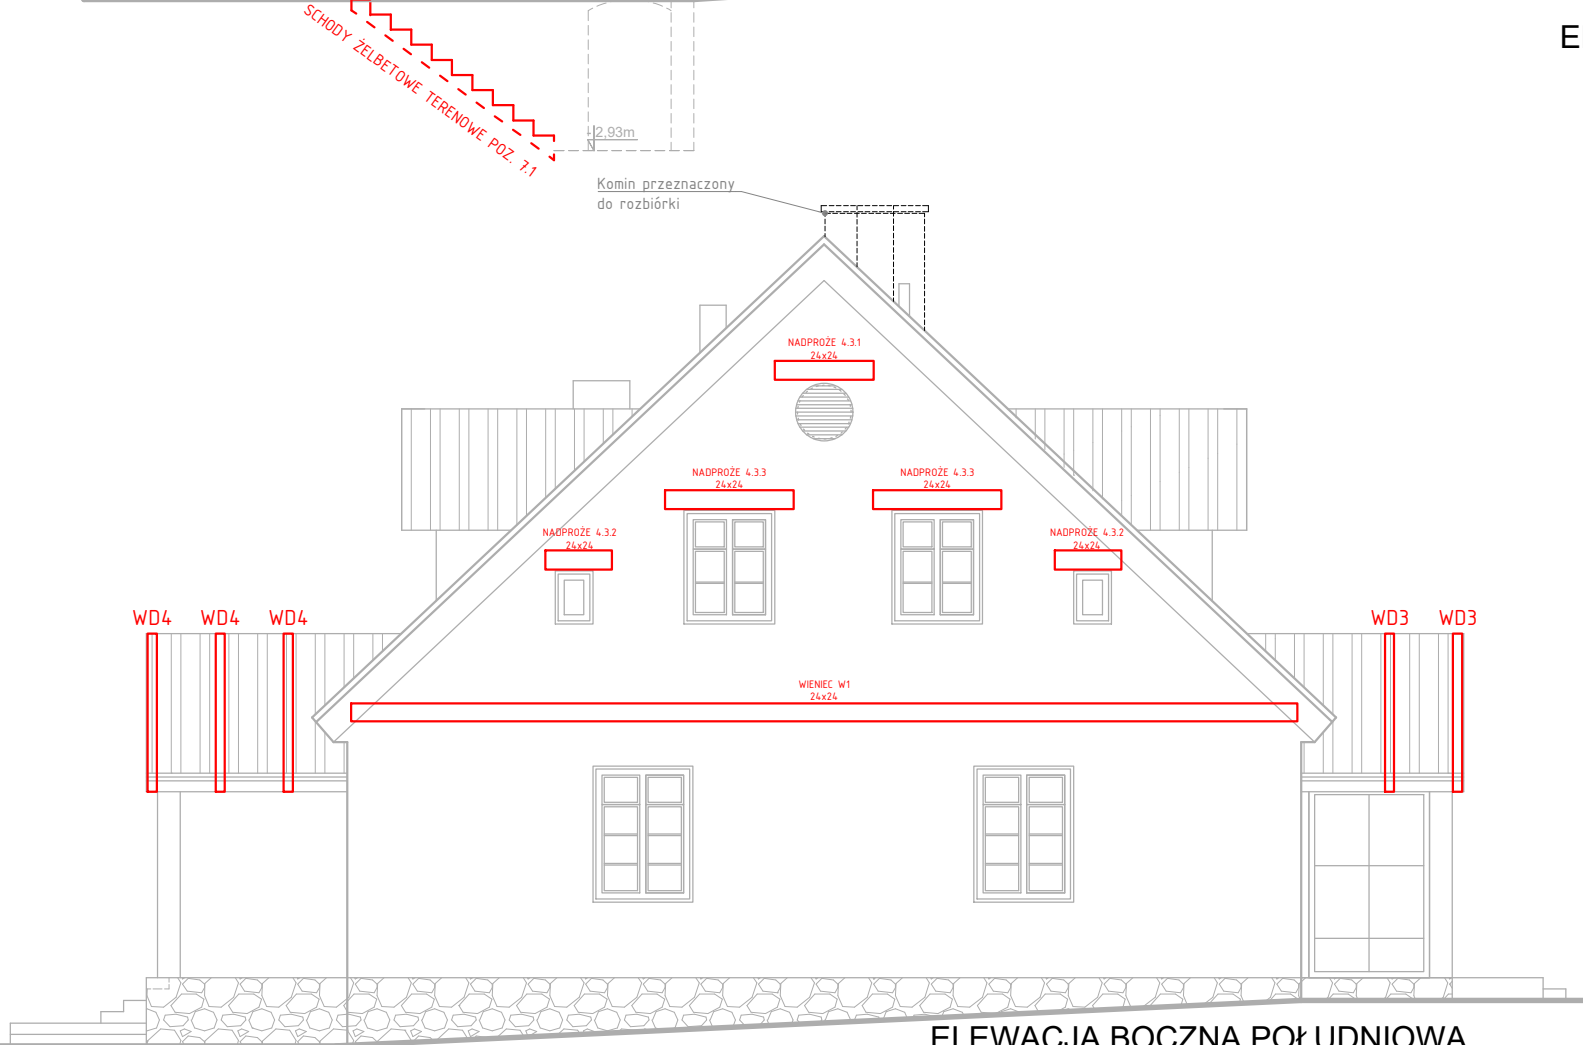 E
SCHODY ŻELBETOWE TERENOWE POZ. 7.1
-2,93m
Komin przeznaczony
do rozbiórki
NADPROŻE 4.3.1
24x24
NADPROŻE 4.3.3
24x24
NADPROŻE 4.3.3
24x24
NADPROŻE 4.3.2
24x24
NADPROŻE 4.3.2
24x24
WD4 WD4 WD4
WD3 WD3
WIENIEC W1
24x24
ELEWACJA BOCZNA POŁUDNIOWA